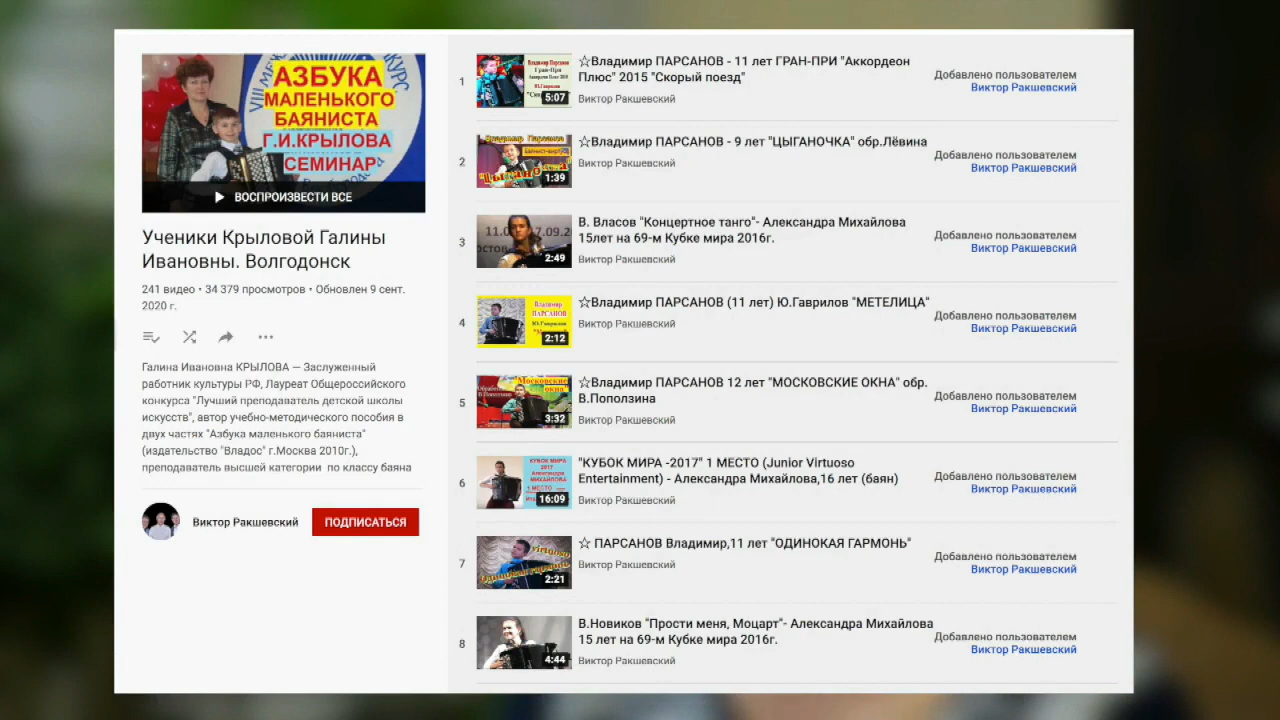 АЗБУКА
МАЛЕНЬКОГО
БАЯНИСТА
Г.И.КРЫЛОВА
СЕМИНАР
ВОСПРОИЗВЕСТИ ВСЕ
Ученики Крыловой Галины
Ивановны. Волгодонск
241 видео • 34 379 просмотров • Обновлен 9 сент.
2020 г.
Галина Ивановна КРЫЛОВА — Заслуженный
работник культуры РФ, Лауреат Общероссийского
конкурса "Лучший преподаватель детской школы
искусств", автор учебно-методического пособия в
двух частях "Азбука маленького баяниста"
(издательство "Владос" г.Москва 2010г.),
преподаватель высшей категории по классу баяна
Виктор Ракшевский
ПОДПИСАТЬСЯ
1
5:07
☆Владимир ПАРСАНОВ - 11 лет ГРАН-ПРИ "Аккордеон
Плюс" 2015 "Скорый поезд"
Виктор Ракшевский
Добавлено пользователем
Виктор Ракшевский
2
1:39
☆Владимир ПАРСАНОВ - 9 лет "ЦЫГАНОЧКА" обр.Лёвина
Виктор Ракшевский
Добавлено пользователем
Виктор Ракшевский
3
2:49
В. Власов "Концертное танго"- Александра Михайлова
15лет на 69-м Кубке мира 2016г.
Виктор Ракшевский
Добавлено пользователем
Виктор Ракшевский
4
Владимир
ПАРСАНОВ
2:12
☆Владимир ПАРСАНОВ (11 лет) Ю.Гаврилов "МЕТЕЛИЦА"
Виктор Ракшевский
Добавлено пользователем
Виктор Ракшевский
5
Московские
окна"
3:32
☆Владимир ПАРСАНОВ 12 лет "МОСКОВСКИЕ ОКНА" обр.
В.Поползина
Виктор Ракшевский
Добавлено пользователем
Виктор Ракшевский
6
КУБОК МИРА
2017
16:09
"КУБОК МИРА -2017" 1 МЕСТО (Junior Virtuoso
Entertainment) - Александра Михайлова,16 лет (баян)
Виктор Ракшевский
Добавлено пользователем
Виктор Ракшевский
7
virtuoso
2:21
☆ ПАРСАНОВ Владимир,11 лет "ОДИНОКАЯ ГАРМОНЬ"
Виктор Ракшевский
Добавлено пользователем
Виктор Ракшевский
8
4:44
В.Новиков "Прости меня, Моцарт"- Александра Михайлова
15 лет на 69-м Кубке мира 2016г.
Виктор Ракшевский
Добавлено пользователем
Виктор Ракшевский